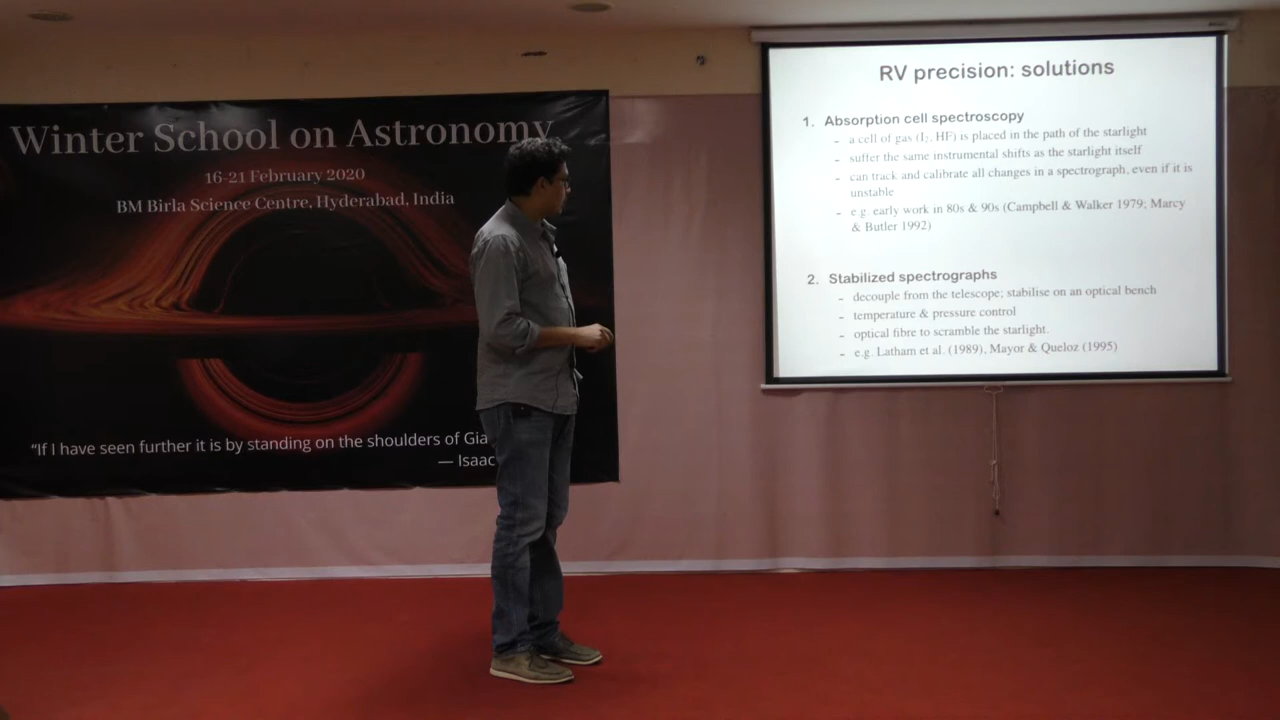 Winter School on Astronomy
16-21 February 2020
BM Birla Science Centre, Hyderabad, India
“If I have seen further it is by standing on the shoulders of Gia
— Isaac
RV precision: solutions
1. Absorption cell spectroscopy
- a cell of gas (I₂, HF) is placed in the path of the starlight
- suffer the same instrumental shifts as the starlight itself
- can track and calibrate all changes in a spectrograph, even if it is
unstable
- e.g. early work in 80s & 90s (Campbell & Walker 1979; Marcy
& Butler 1992)
2. Stabilized spectrographs
- decouple from the telescope; stabilise on an optical bench
- temperature & pressure control
- optical fibre to scramble the starlight.
- e.g. Latham et al. (1989), Mayor & Queloz (1995)